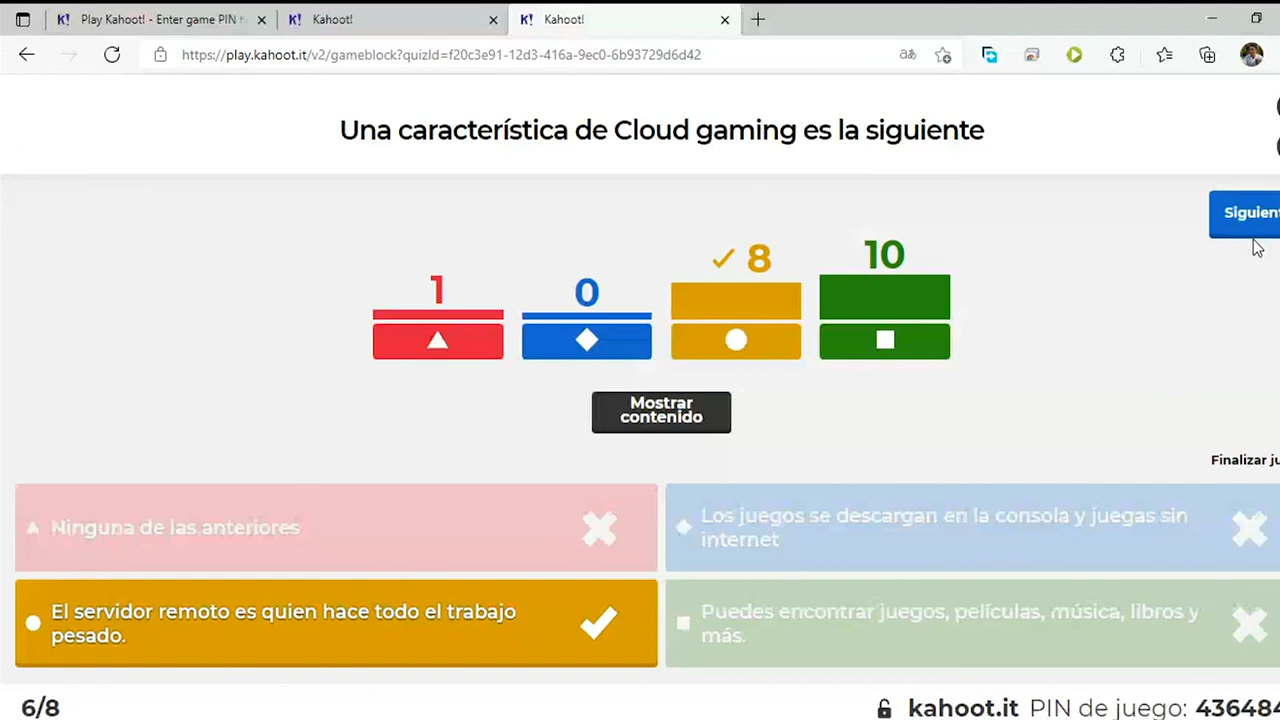 K! Play Kahoot! - Enter game PIN h
K! Kahoot!
K! Kahoot!
https://play.kahoot.it/v2/gameblock?quizId=f20c3e91-12d3-416a-9ec0-6b93729d6d42
Una característica de Cloud gaming es la siguiente
Siguien
1
0
8
10
Mostrar
contenido
Finalizar ju
Ninguna de las anteriores
Los juegos se descargan en la consola y juegas sin
internet
El servidor remoto es quien hace todo el trabajo
pesado.
Puedes encontrar juegos, películas, música, libros y
más.
6/8
kahoot.it PIN de juego: 436484